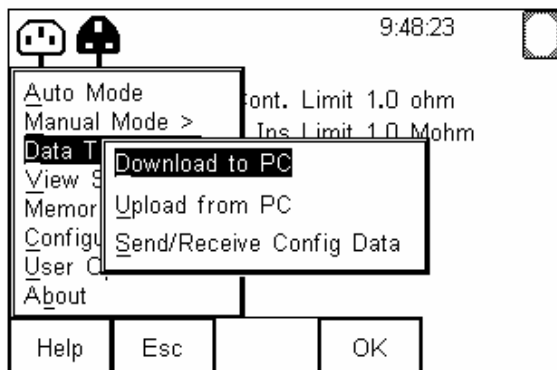 9:48:23
Auto Mode
Cont. Limit 1.0 ohm
Manual Mode >
Ins Limit 1.0 Mohm
Data T
Download to PC
View S
Upload from PC
Memor
Configu
Send/Receive Config Data
User O
About
Help Esc OK